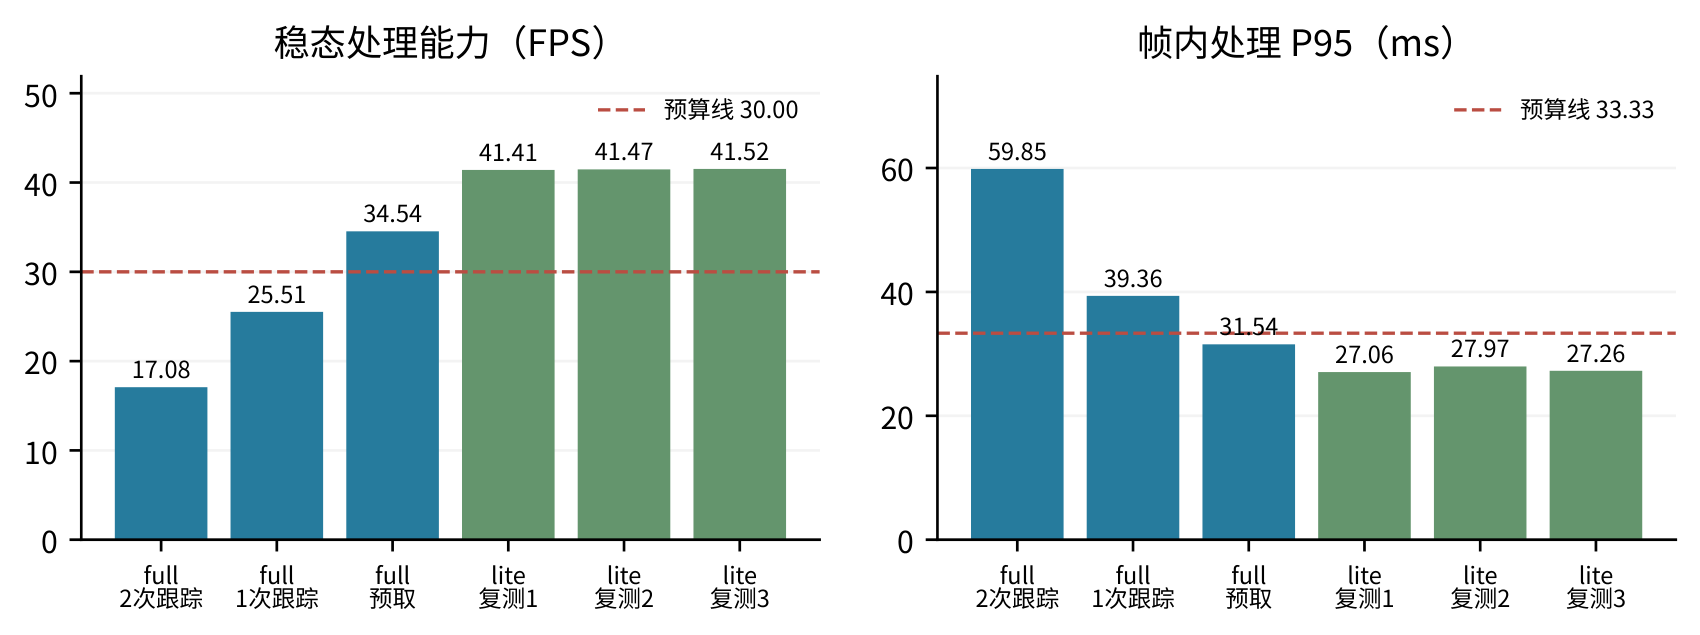 稳态处理能力（FPS）
50
40
30
20
10
0
预算线 30.00
17.08
25.51
34.54
41.41
41.47
41.52
full
2次跟踪
full
1次跟踪
full
预取
lite
复测1
lite
复测2
lite
复测3
帧内处理 P95（ms）
60
40
20
0
预算线 33.33
59.85
39.36
31.54
27.06
27.97
27.26
full
2次跟踪
full
1次跟踪
full
预取
lite
复测1
lite
复测2
lite
复测3